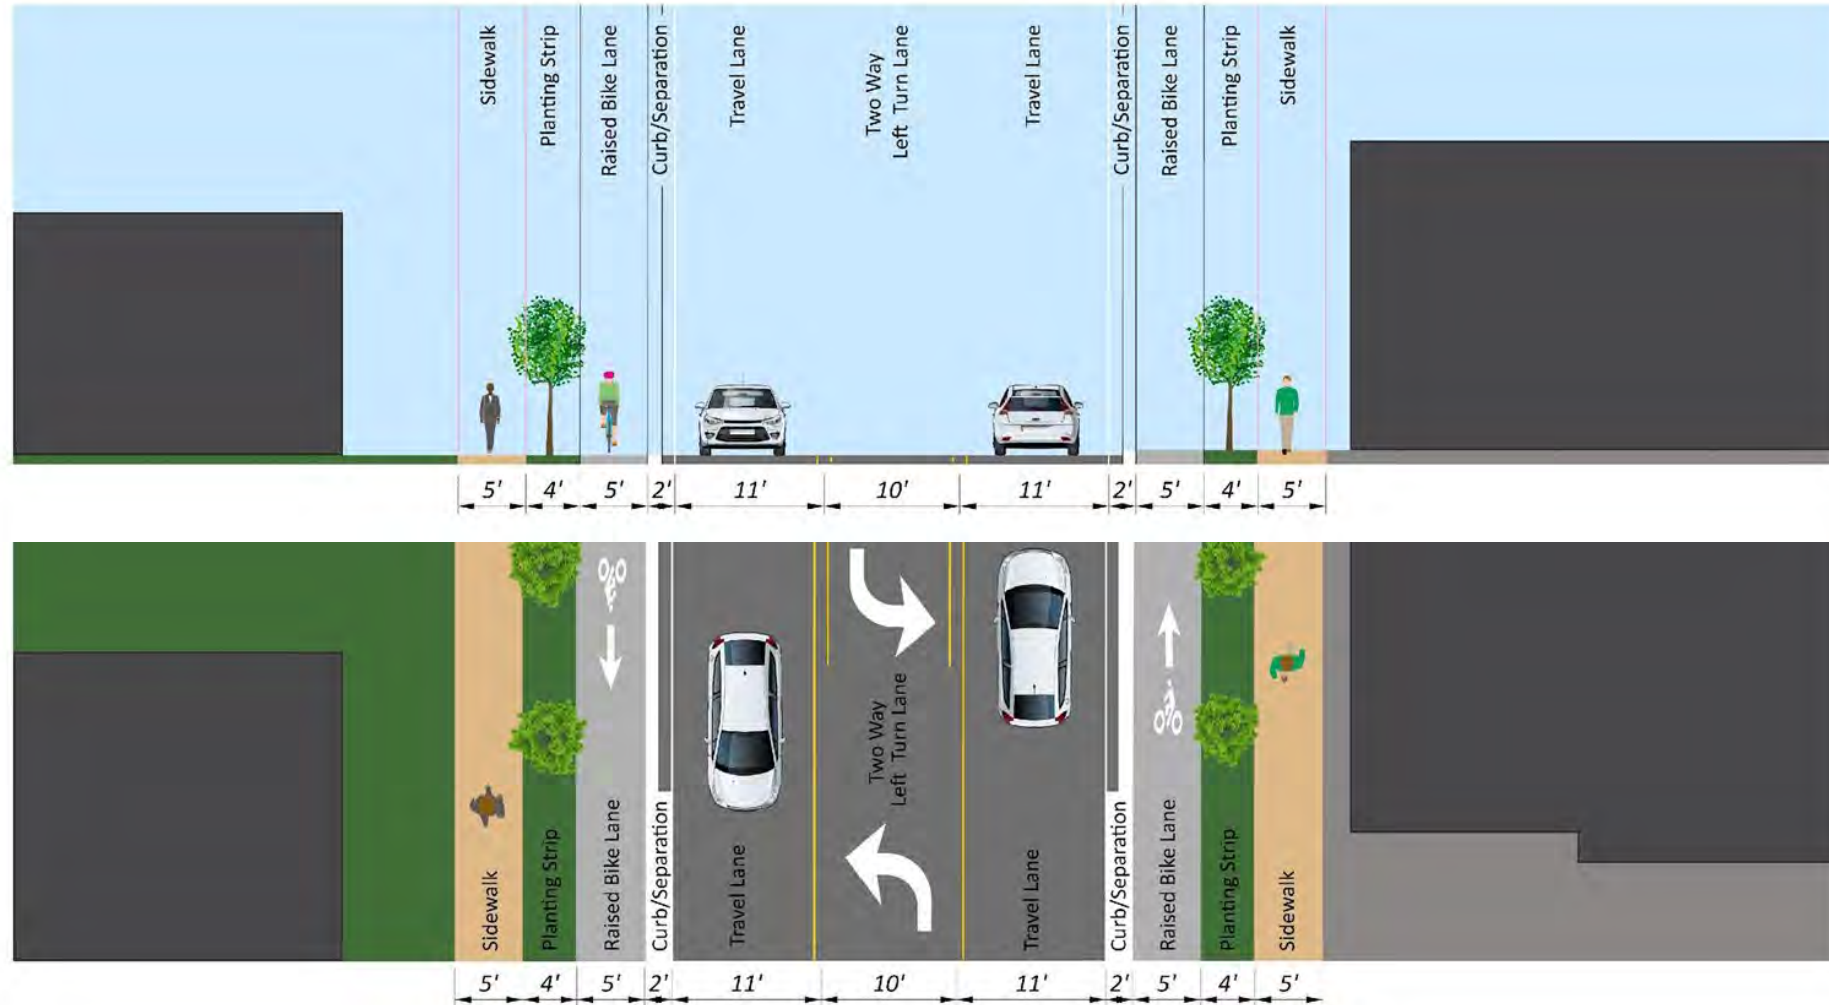 Sidewalk
Planting Strip
Raised Bike Lane
Curb/Separation
Travel Lane
Two Way
Left Turn Lane
Travel Lane
Curb/Separation
Raised Bike Lane
Planting Strip
Sidewalk
5'
4'
5'
2'
11'
10'
11'
2'
5'
4'
5'
Sidewalk
Planting Strip
Raised Bike Lane
Curb/Separation
Travel Lane
Two Way
Left Turn Lane
Travel Lane
Curb/Separation
Raised Bike Lane
Planting Strip
Sidewalk
5'
4'
5'
2'
11'
10'
11'
2'
5'
4'
5'